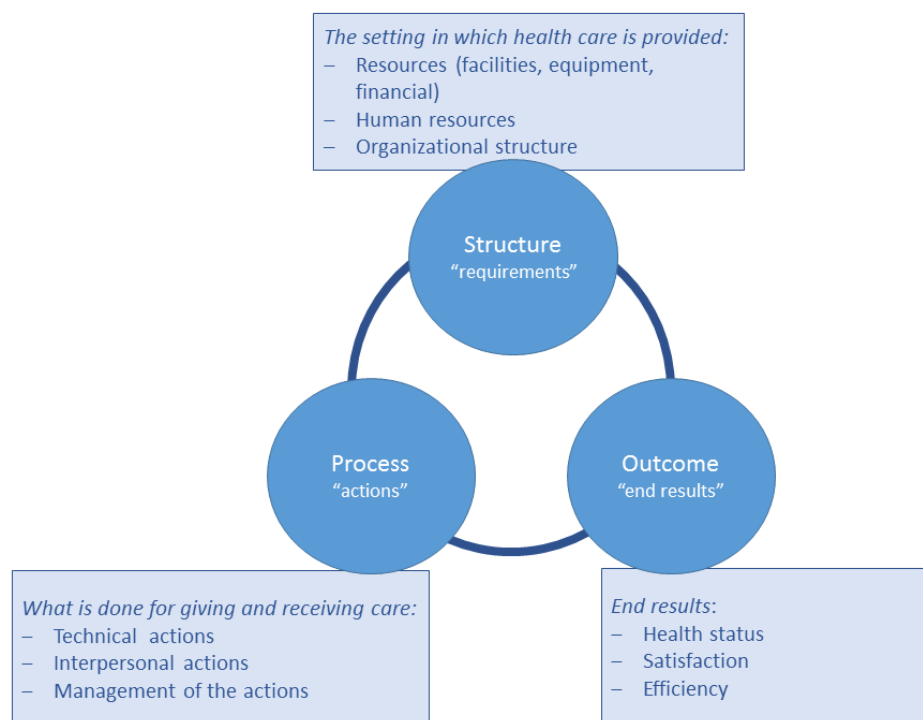 The setting in which health care is provided:
– Resources (facilities, equipment,
financial)
– Human resources
– Organizational structure
Structure
“requirements”
Process
“actions”
Outcome
“end results”
What is done for giving and receiving care:
– Technical actions
– Interpersonal actions
– Management of the actions
End results:
– Health status
– Satisfaction
– Efficiency